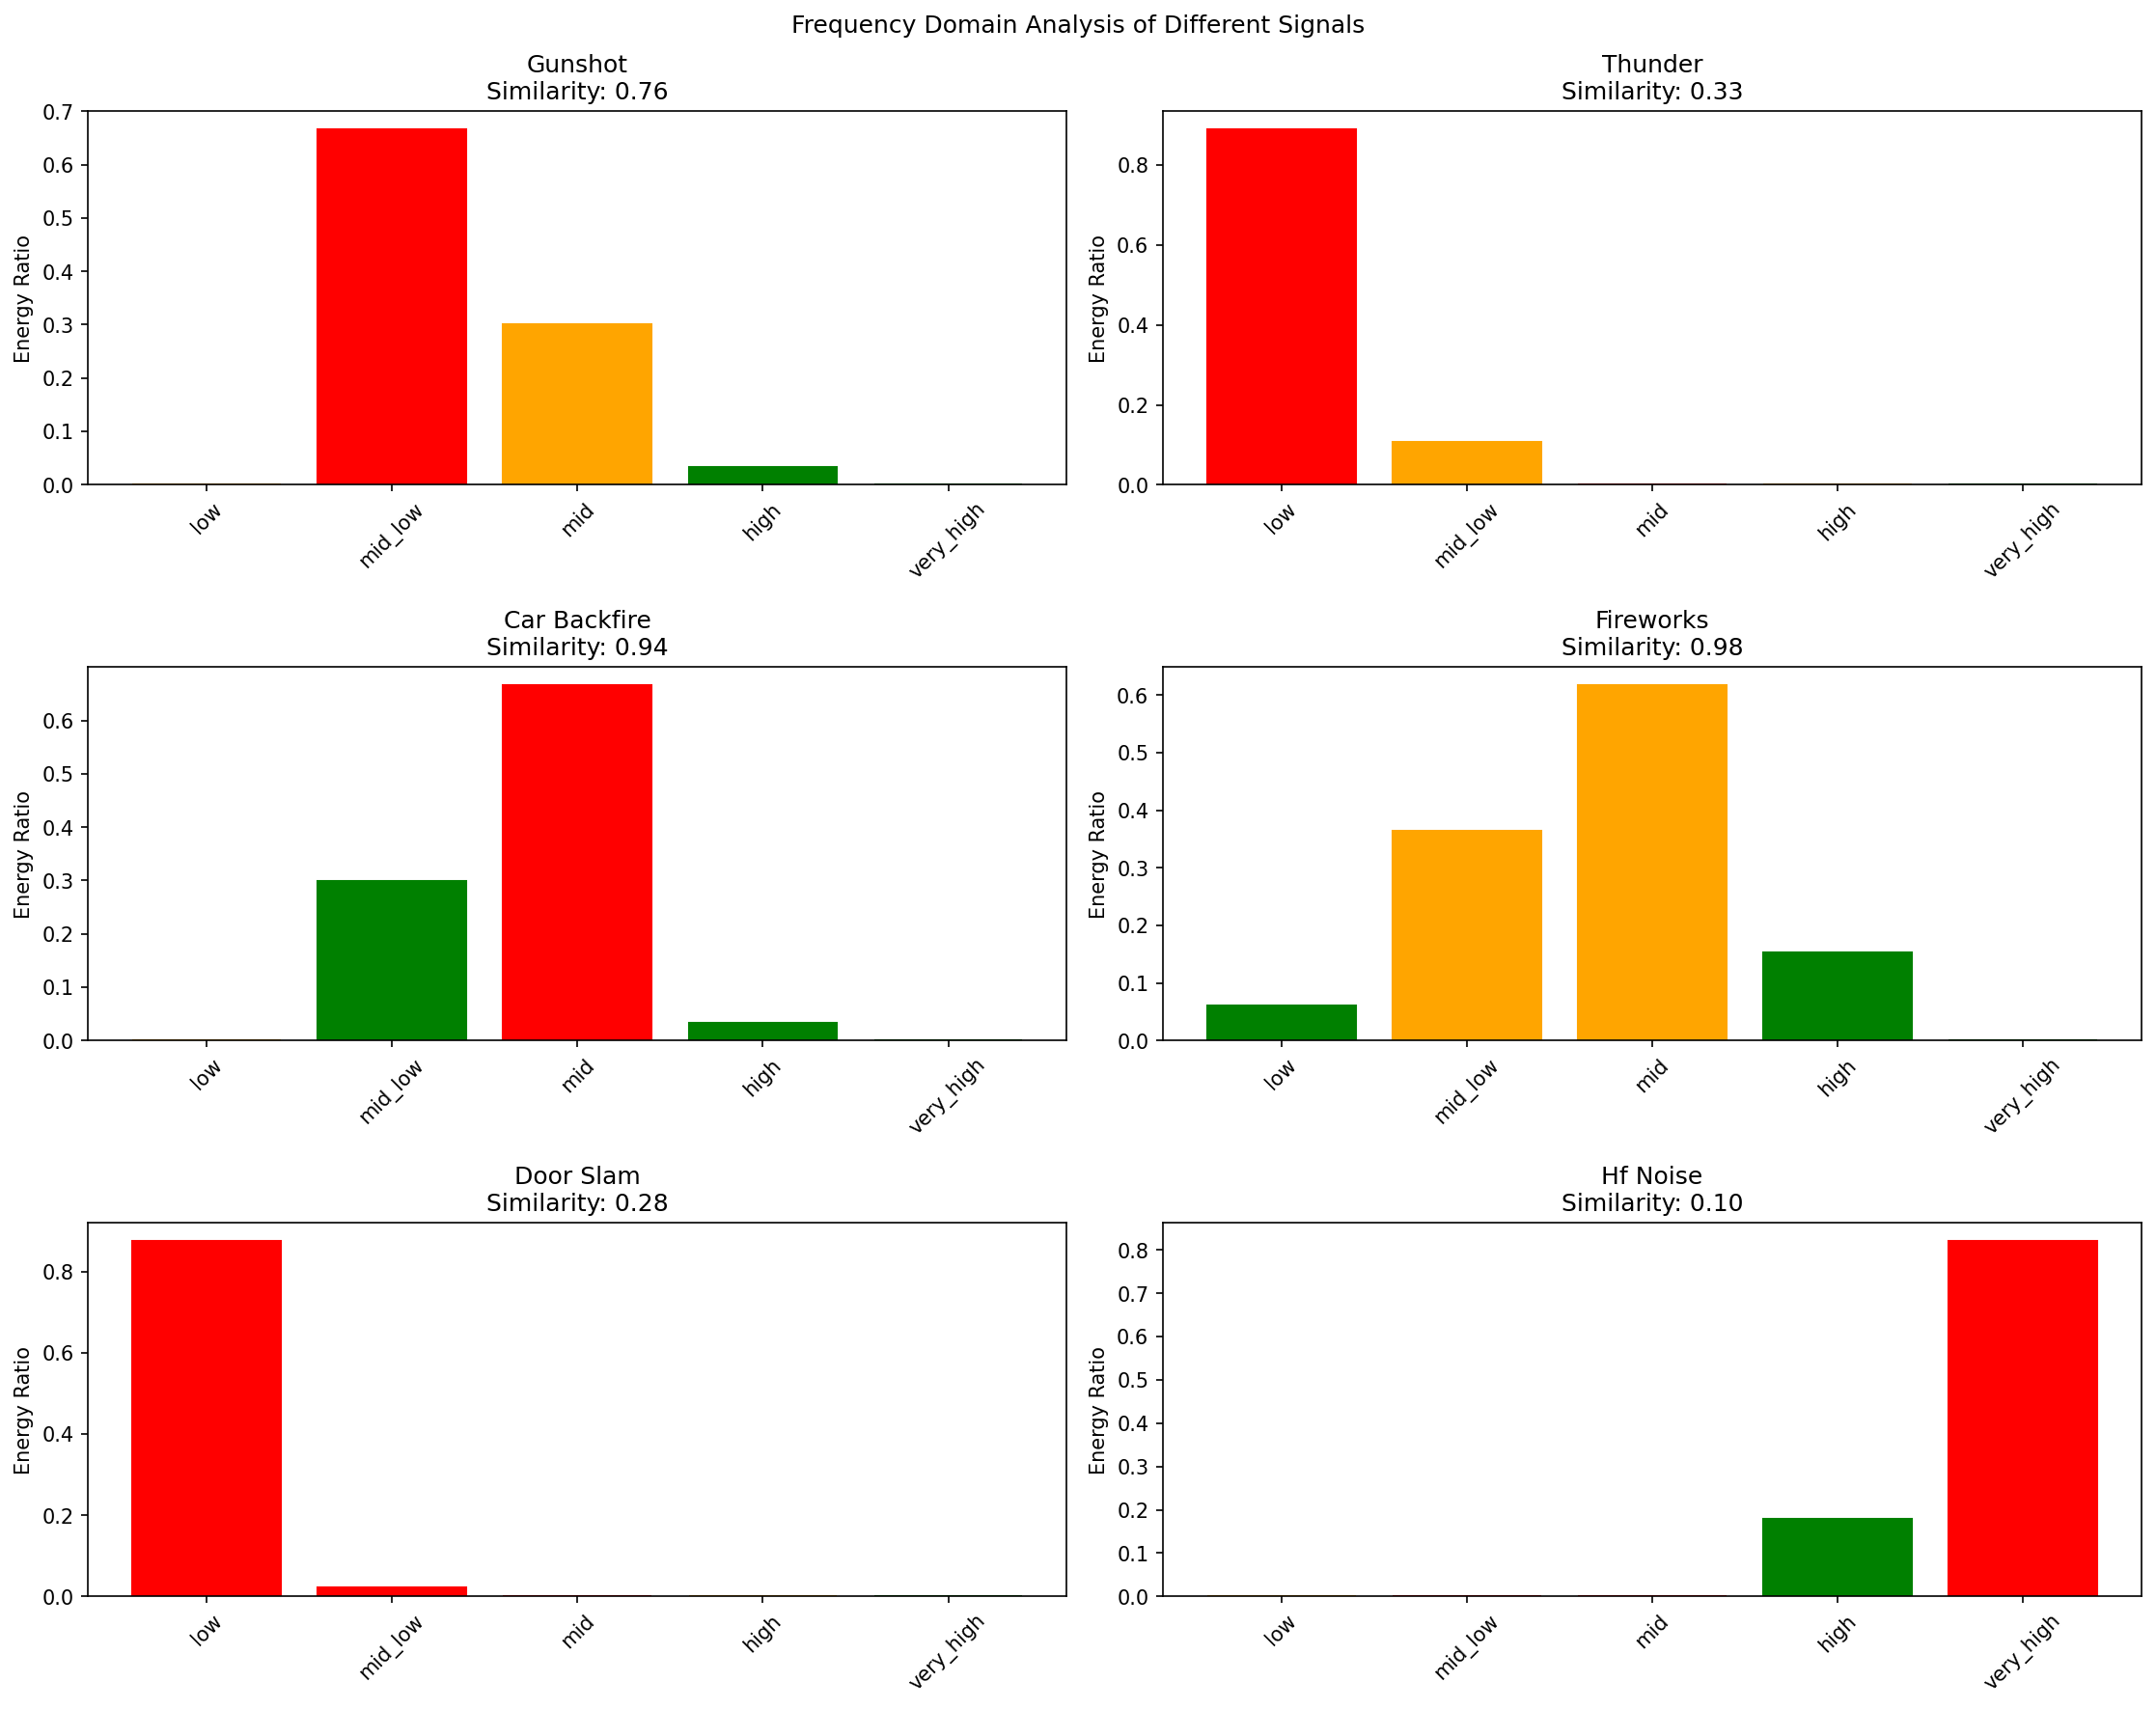 Frequency Domain Analysis of Different Signals
Gunshot
Similarity: 0.76
Energy Ratio
0.7
0.6
0.5
0.4
0.3
0.2
0.1
0.0
low
mid_low
mid
high
very_high
Thunder
Similarity: 0.33
Energy Ratio
0.8
0.6
0.4
0.2
0.0
low
mid_low
mid
high
very_high
Car Backfire
Similarity: 0.94
Energy Ratio
0.6
0.5
0.4
0.3
0.2
0.1
0.0
low
mid_low
mid
high
very_high
Fireworks
Similarity: 0.98
Energy Ratio
0.6
0.5
0.4
0.3
0.2
0.1
0.0
low
mid_low
mid
high
very_high
Door Slam
Similarity: 0.28
Energy Ratio
0.8
0.6
0.4
0.2
0.0
low
mid_low
mid
high
very_high
Hf Noise
Similarity: 0.10
Energy Ratio
0.8
0.7
0.6
0.5
0.4
0.3
0.2
0.1
0.0
low
mid_low
mid
high
very_high